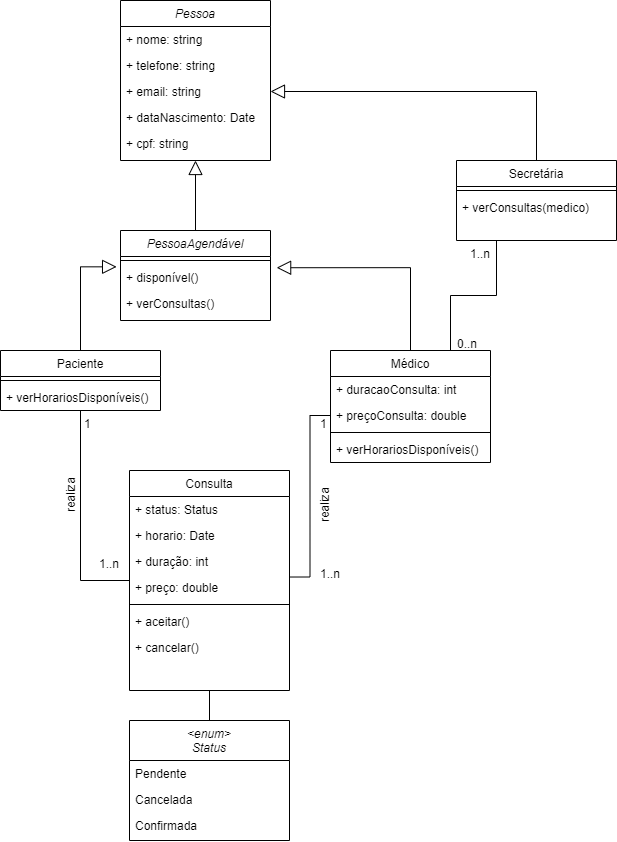 Pessoa
+ nome: string
+ telefone: string
+ email: string
+ dataNascimento: Date
+ cpf: string
Secretária
+ verConsultas(medico)
1..n
PessoaAgendável
+ disponível()
+ verConsultas()
0..n
Paciente
+ verHorariosDisponíveis()
1
Médico
+ duracaoConsulta: int
+ preçoConsulta: double
+ verHorariosDisponíveis()
1
realiza
1..n
Consulta
+ status: Status
+ horario: Date
+ duração: int
+ preço: double
+ aceitar()
+ cancelar()
realiza
1..n
<enum>
Status
Pendente
Cancelada
Confirmada